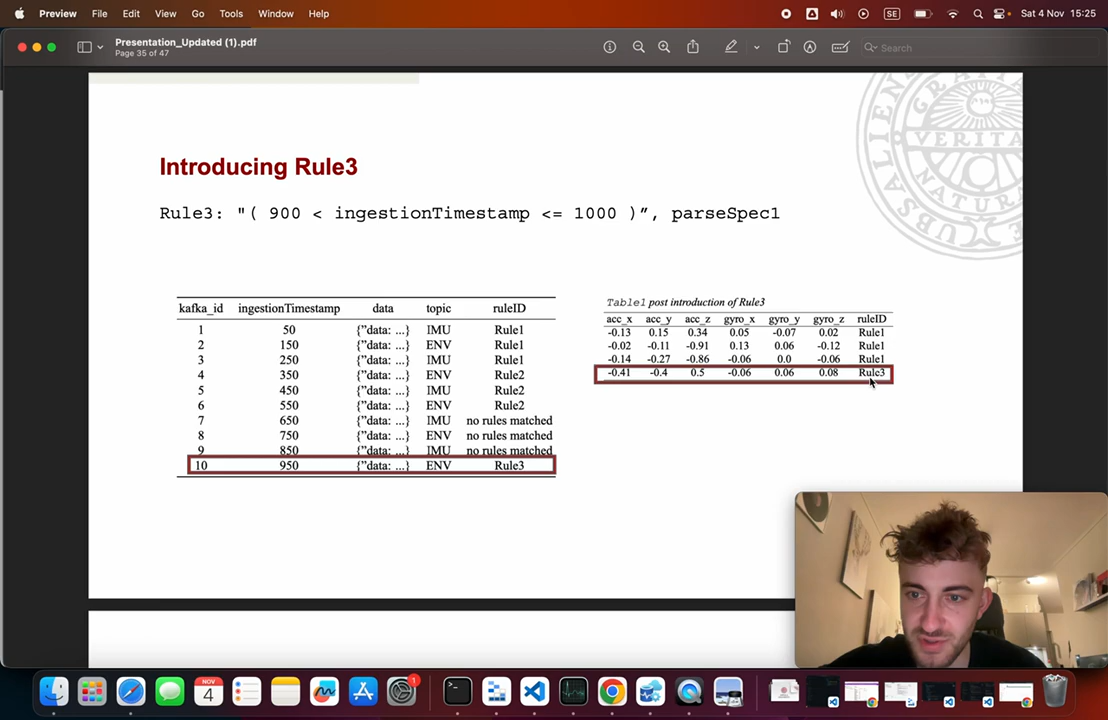 Preview File Edit View Go Tools Window Help SE Sat 4 Nov 15:25
Presentation_Updated (1).pdf
Page 35 of 47
Search
Introducing Rule3
Rule3: "( 900 < ingestionTimestamp <= 1000 )”, parseSpec1
kafka_id ingestionTimestamp data topic ruleID
1 50 {"data: ...} IMU Rule1
2 150 {"data: ...} ENV Rule1
3 250 {"data: ...} IMU Rule1
4 350 {"data: ...} ENV Rule2
5 450 {"data: ...} IMU Rule2
6 550 {"data: ...} ENV Rule2
7 650 {"data: ...} IMU no rules matched
8 750 {"data: ...} ENV no rules matched
9 850 {"data: ...} IMU no rules matched
10 950 {"data: ...} ENV Rule3
Table1 post introduction of Rule3
acc_x acc_y acc_z gyro_x gyro_y gyro_z ruleID
-0.13 0.15 0.34 0.05 -0.07 0.02 Rule1
-0.02 -0.11 -0.91 0.13 0.06 -0.12 Rule1
-0.14 -0.27 -0.86 -0.06 0.0 -0.06 Rule1
-0.41 -0.4 0.5 -0.06 0.06 0.08 Rule3
VERITA
NATURA
NOV
4
1